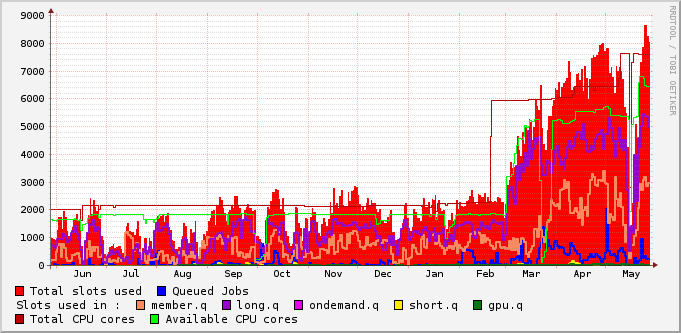 9000
8000
7000
6000
5000
4000
3000
2000
1000
0
Jun Jul Aug Sep Oct Nov Dec Jan Feb Mar Apr May
RRDTOOL / TOBI OETIKER
Total slots used Queued Jobs
Slots used in : member.q long.q ondemand.q short.q gpu.q
Total CPU cores Available CPU cores